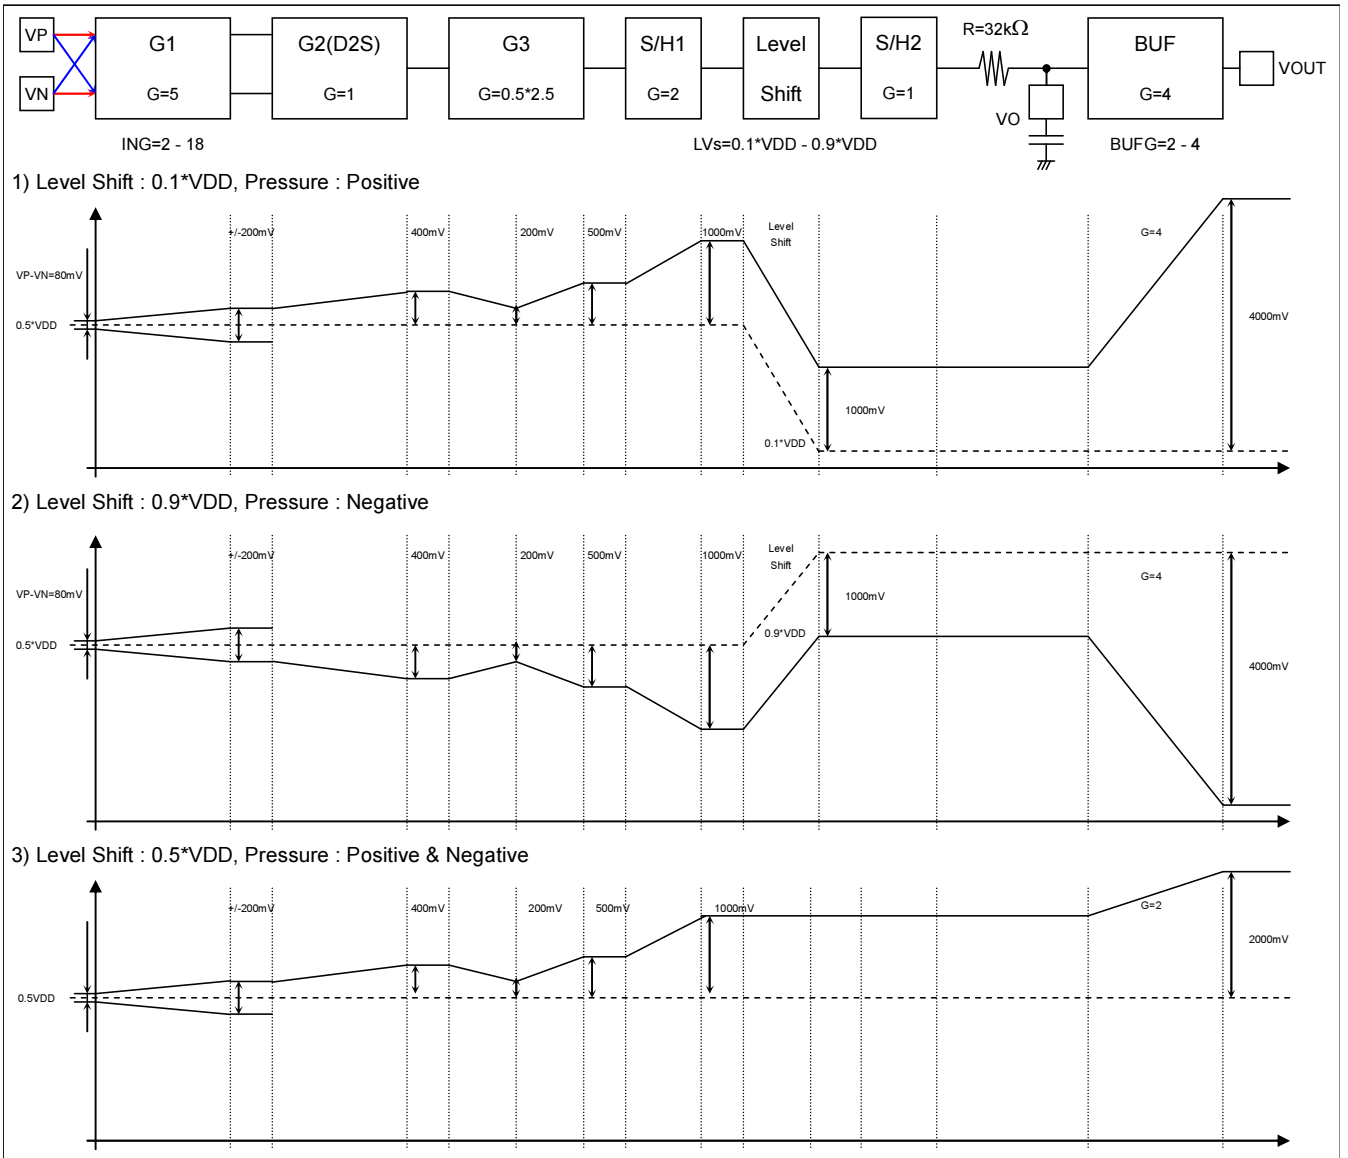 VP
VN
G1
G=5
ING=2 - 18
G2(D2S)
G=1
G3
G=0.5*2.5
S/H1
G=2
Level
Shift
LVs=0.1*VDD - 0.9*VDD
S/H2
G=1
R=32kΩ
VO
BUF
G=4
BUFG=2 - 4
VOUT
1) Level Shift : 0.1*VDD, Pressure : Positive
+/-200mV
400mV
200mV
500mV
1000mV
Level
Shift
G=4
VP-VN=80mV
0.5*VDD
4000mV
1000mV
0.1*VDD
2) Level Shift : 0.9*VDD, Pressure : Negative
+/-200mV
400mV
200mV
500mV
1000mV
Level
Shift
G=4
VP-VN=80mV
1000mV
0.5*VDD
0.9*VDD
4000mV
3) Level Shift : 0.5*VDD, Pressure : Positive & Negative
+/-200mV
400mV
200mV
500mV
1000mV
G=2
2000mV
0.5VDD